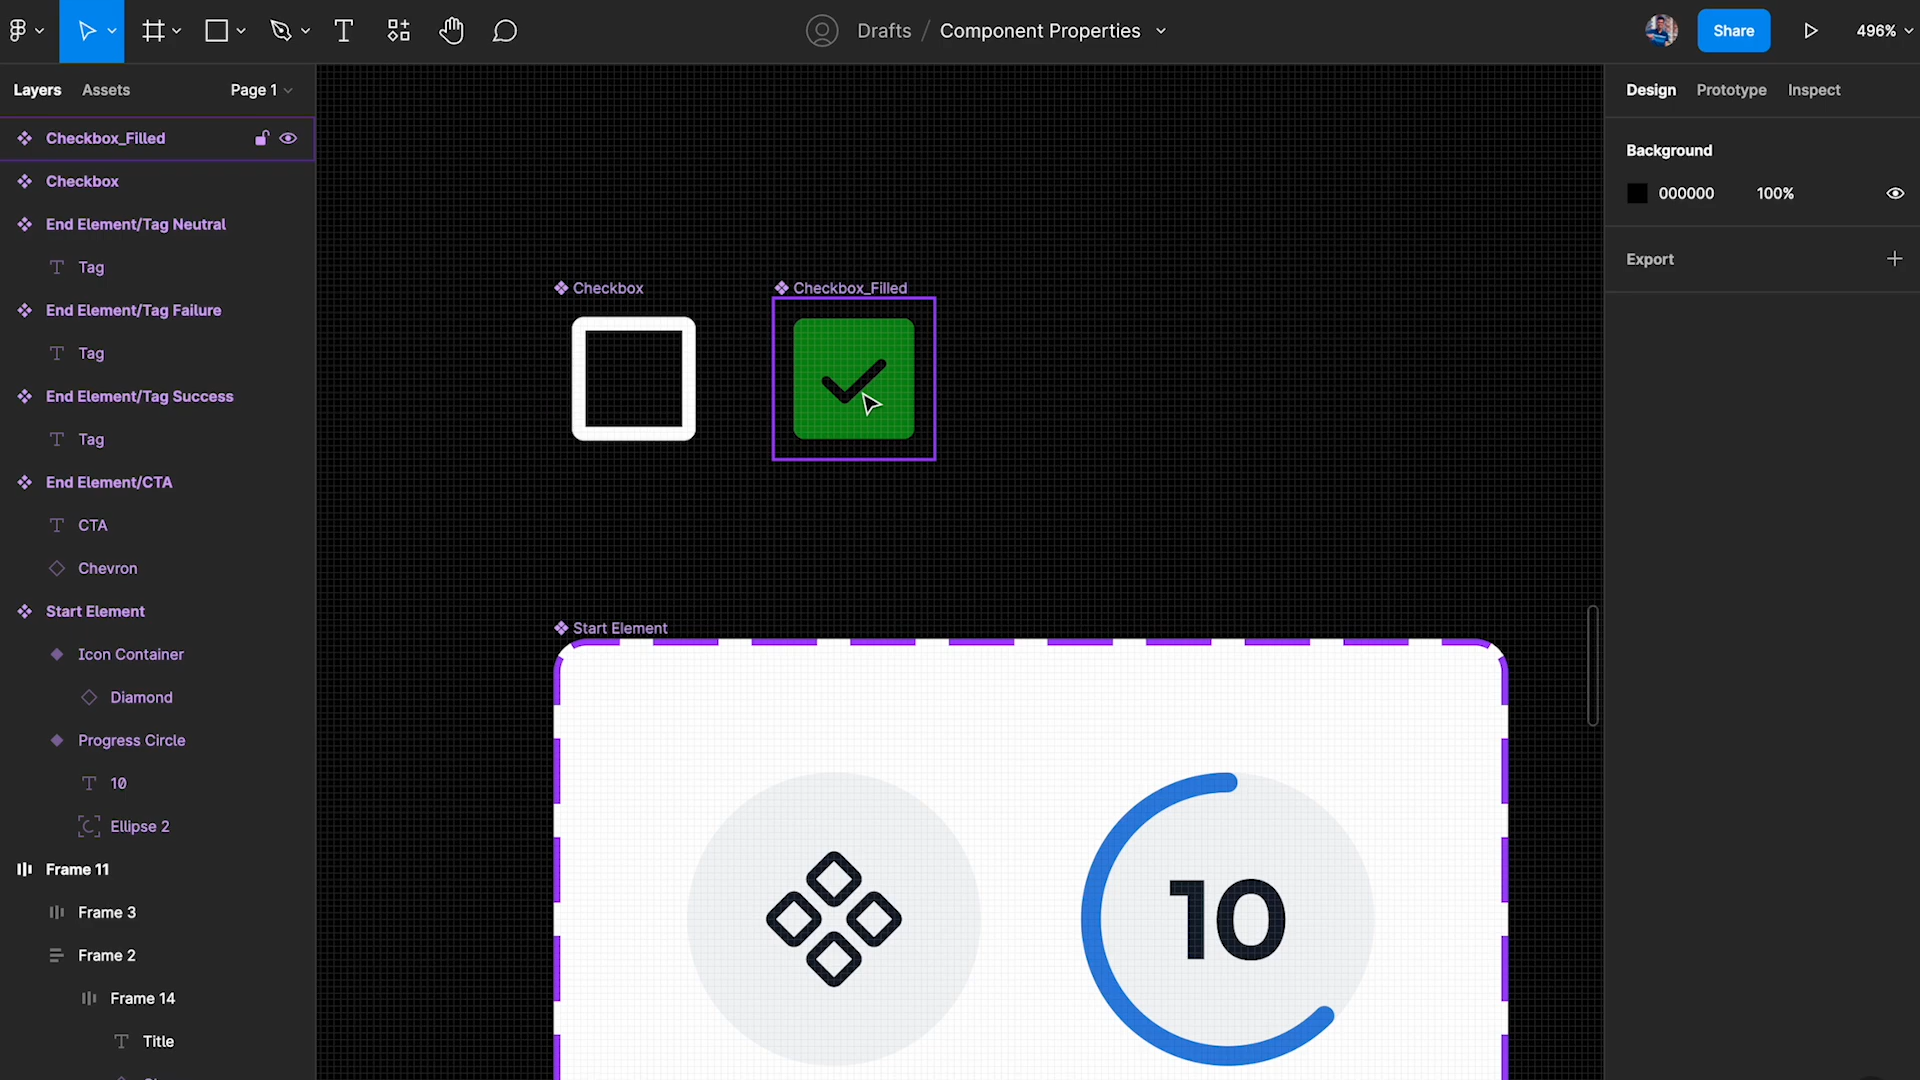 Drafts / Component Properties
Share
496%
Layers
Assets
Page 1
Checkbox_Filled
Checkbox
End Element/Tag Neutral
Tag
End Element/Tag Failure
Tag
End Element/Tag Success
Tag
End Element/CTA
CTA
Chevron
Start Element
Icon Container
Diamond
Progress Circle
10
Ellipse 2
Frame 11
Frame 3
Frame 2
Frame 14
Title
Checkbox
Checkbox_Filled
Start Element
10
Design
Prototype
Inspect
Background
000000
100%
Export